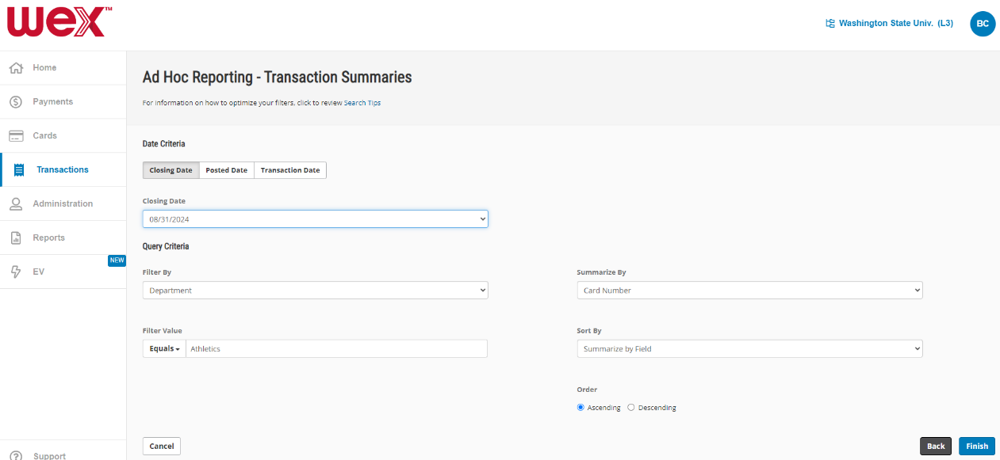 wex™
Washington State Univ. (L3)
BC
Home
Payments
Cards
Transactions
Administration
Reports
NEW
EV
Support
Ad Hoc Reporting - Transaction Summaries
For information on how to optimize your filters, click to review Search Tips
Date Criteria
Closing Date Posted Date Transaction Date
Closing Date
08/31/2024
Query Criteria
Filter By
Department
Summarize By
Card Number
Filter Value
Equals Athletics
Sort By
Summarize by Field
Order
Ascending Descending
Cancel
Back Finish